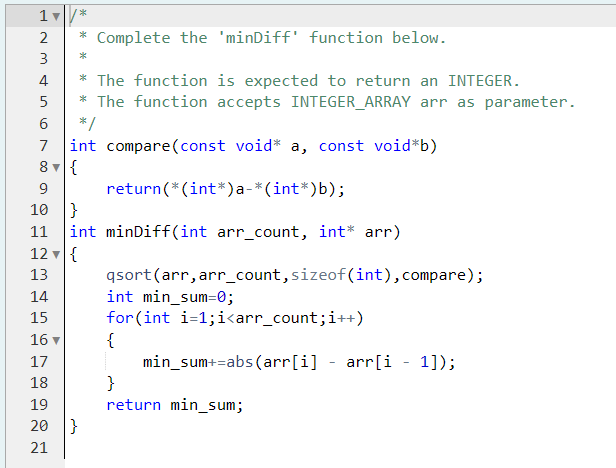 1 /*
2 * Complete the 'minDiff' function below.
3 *
4 * The function is expected to return an INTEGER.
5 * The function accepts INTEGER_ARRAY arr as parameter.
6 */
7 int compare(const void* a, const void*b)
8 {
9 return(*(int*)a-*(int*)b);
10 }
11 int minDiff(int arr_count, int* arr)
12 {
13 qsort(arr,arr_count,sizeof(int),compare);
14 int min_sum=0;
15 for(int i=1;i<arr_count;i++)
16 {
17 min_sum+=abs(arr[i] - arr[i - 1]);
18 }
19 return min_sum;
20 }
21